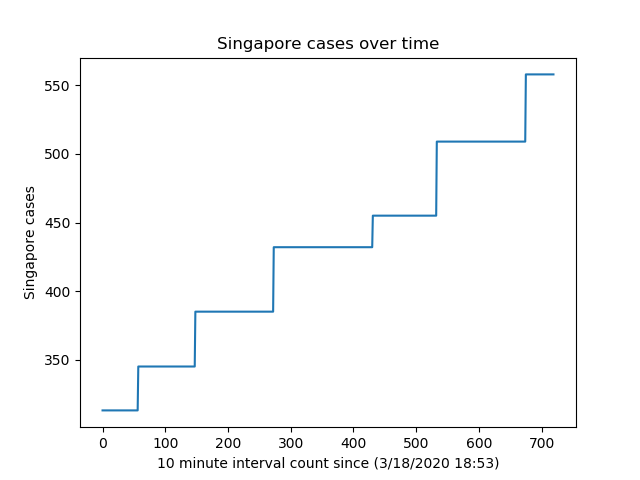 Singapore cases over time
550
500
450
400
350
Singapore cases
0 100 200 300 400 500 600 700
10 minute interval count since (3/18/2020 18:53)